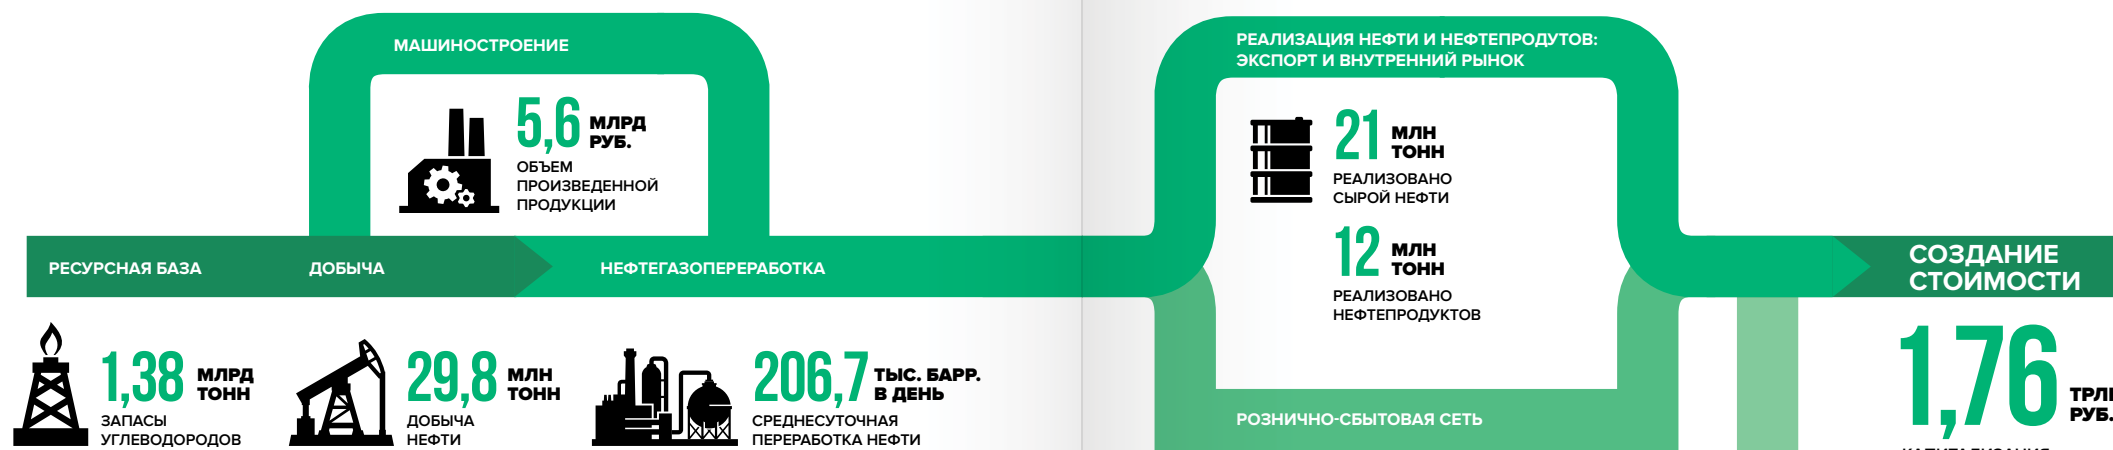 МАШИНОСТРОЕНИЕ
5,6 МЛРД
РУБ.
ОБЪЕМ
ПРОИЗВЕДЕННОЙ
ПРОДУКЦИИ
РЕАЛИЗАЦИЯ НЕФТИ И НЕФТЕПРОДУТОВ:
ЭКСПОРТ И ВНУТРЕННИЙ РЫНОК
21 МЛН
ТОНН
РЕАЛИЗОВАНО
СЫРОЙ НЕФТИ
12 МЛН
ТОНН
РЕАЛИЗОВАНО
НЕФТЕПРОДУКТОВ
РЕСУРСНАЯ БАЗА
ДОБЫЧА
НЕФТЕГАЗОПЕРЕРАБОТКА
СОЗДАНИЕ
СТОИМОСТИ
1,38 МЛРД
ТОНН
ЗАПАСЫ
УГЛЕВОДОРОДОВ
29,8 МЛН
ТОНН
ДОБЫЧА
НЕФТИ
206,7 ТЫС. БАРР.
В ДЕНЬ
СРЕДНЕСУТОЧНАЯ
ПЕРЕРАБОТКА НЕФТИ
РОЗНИЧНО-СБЫТОВАЯ СЕТЬ
1,76
РУБ.